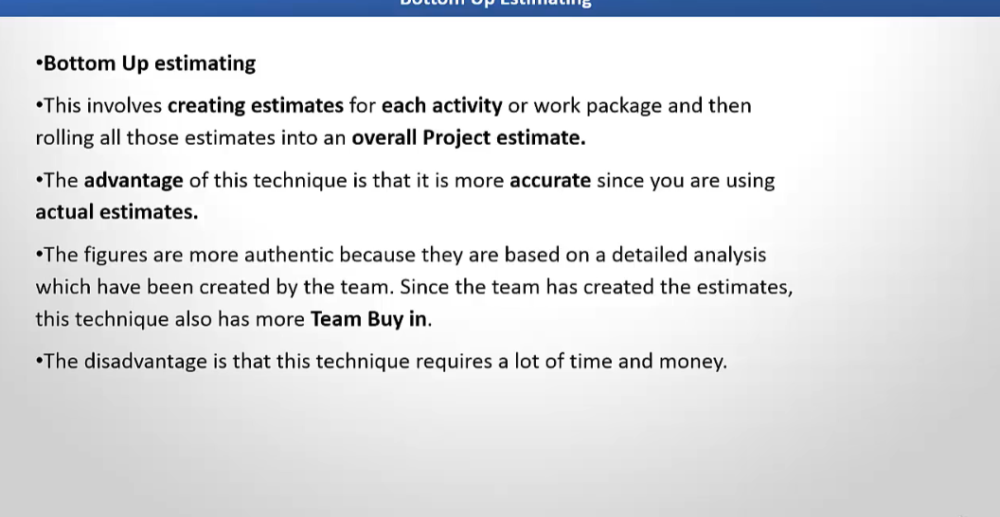 Bottom Up Estimating
•Bottom Up estimating
•This involves creating estimates for each activity or work package and then
rolling all those estimates into an overall Project estimate.
•The advantage of this technique is that it is more accurate since you are using
actual estimates.
•The figures are more authentic because they are based on a detailed analysis
which have been created by the team. Since the team has created the estimates,
this technique also has more Team Buy in.
•The disadvantage is that this technique requires a lot of time and money.